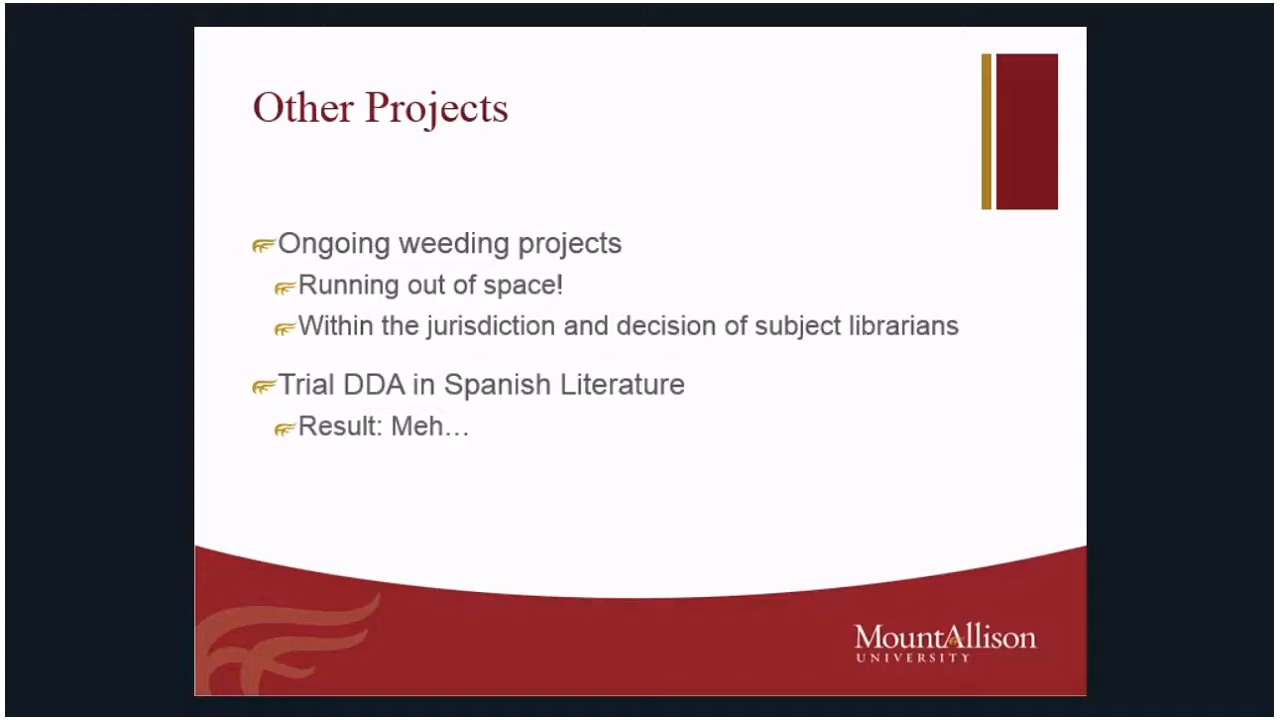 Other Projects
Ongoing weeding projects
Running out of space!
Within the jurisdiction and decision of subject librarians
Trial DDA in Spanish Literature
Result: Meh…
MountAllison
UNIVERSITY